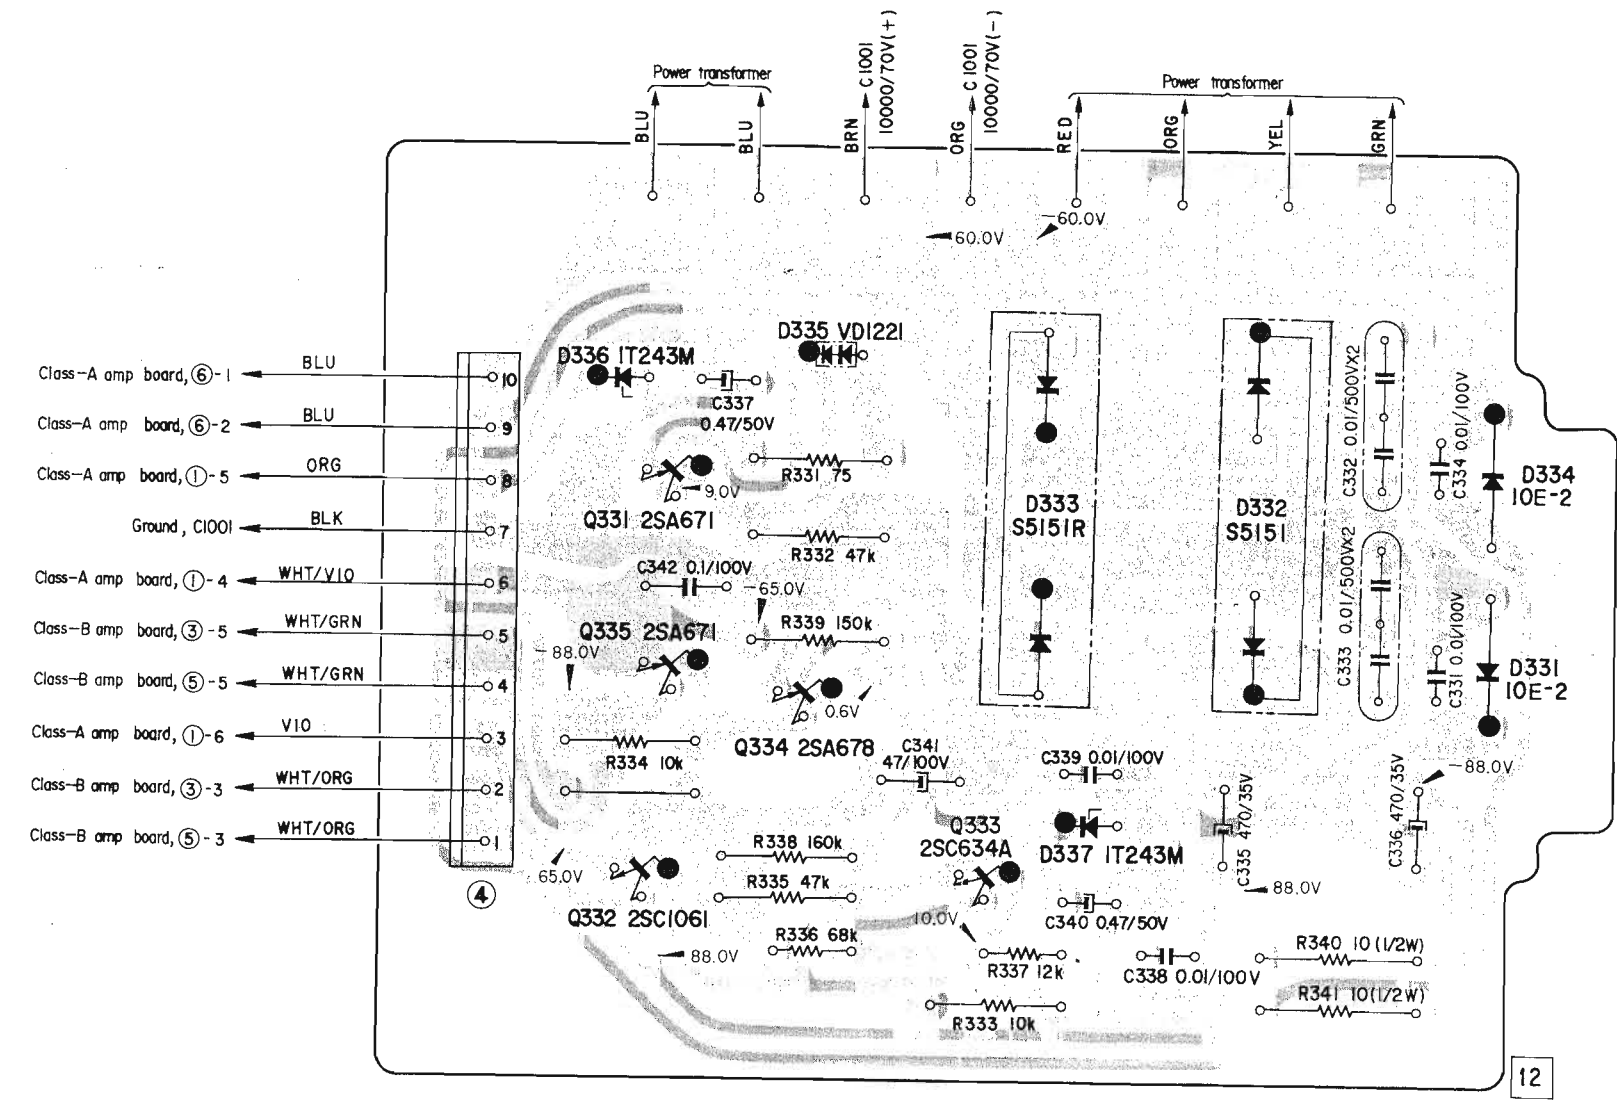 Power transformer
BLU
BLU
BRN
C1001
10000/70V(+)
ORG
C1001
10000/70V(-)
Power transformer
RED
ORG
YEL
GRN
60.0V
-60.0V
Class-A amp board, ⑥-1
BLU
10
Class-A amp board, ⑥-2
BLU
9
Class-A amp board, ①-5
ORG
8
Ground, C1001
BLK
7
Class-A amp board, ①-4
WHT/VIO
6
Class-B amp board, ③-5
WHT/GRN
5
Class-B amp board, ⑤-5
WHT/GRN
4
Class-A amp board, ①-6
VIO
3
Class-B amp board, ③-3
WHT/ORG
2
Class-B amp board, ⑤-3
WHT/ORG
1
④
D336 1T243M
D335 VD1221
C337
0.47/50V
R331 75
9.0V
Q331 2SA671
R332 47k
C342 0.1/100V
-65.0V
R339 150k
Q335 2SA671
-88.0V
0.6V
Q334 2SA678
R334 10k
C341
47/100V
65.0V
Q332 2SC1061
88.0V
R338 160k
R335 47k
R336 68k
D333
S5151R
D332
S5151
C332 0.01/500VX2
C334 0.01/100V
D334
10E-2
C333 0.01/500VX2
C331 0.01/100V
D331
10E-2
C339 0.01/100V
Q333
2SC634A
D337 1T243M
10.0V
C340 0.47/50V
R337 12k
R333 10k
C338 0.01/100V
C335 470/35V
88.0V
C336 470/35V
-88.0V
R340 10(1/2W)
R341 10(1/2W)
12